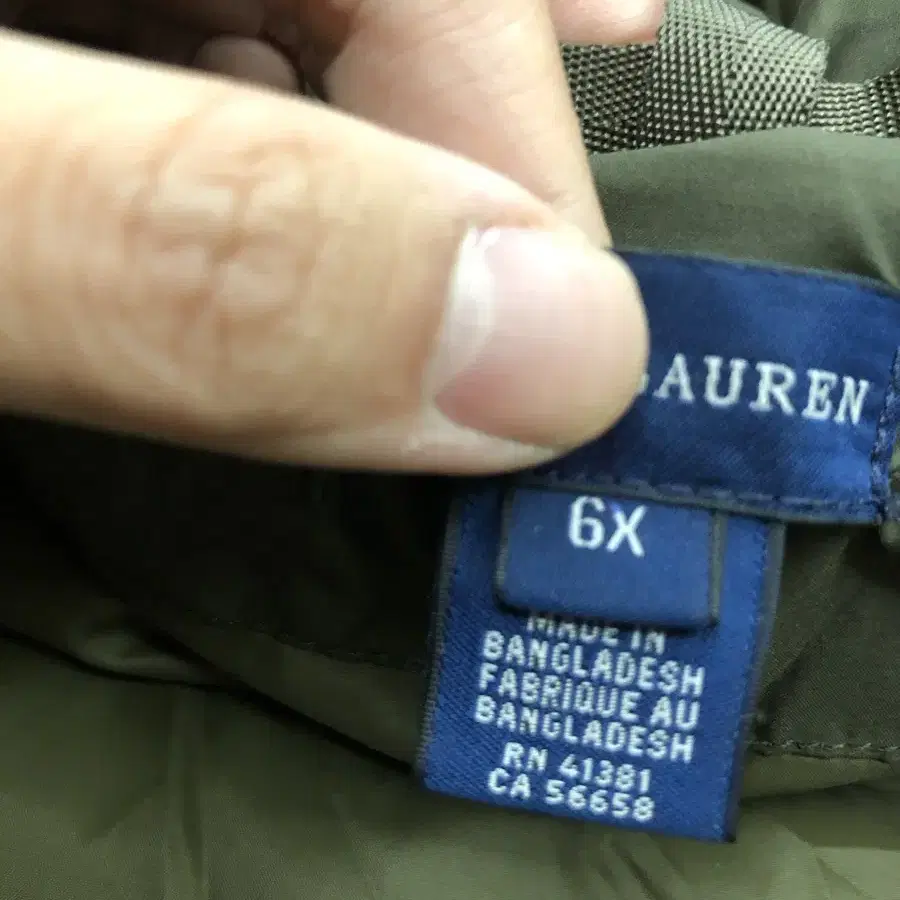 LAUREN
6X
MADE IN
BANGLADESH
FABRIQUE AU
BANGLADESH
RN 41381
CA 56658